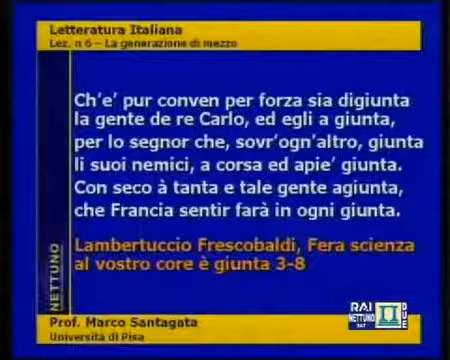 Letteratura Italiana
Lez. n 6 – La generazione di mezzo
Ch'e' pur conven per forza sia digiunta
la gente de re Carlo, ed egli a giunta,
per lo segnor che, sovr'ogn'altro, giunta
li suoi nemici, a corsa ed apie' giunta.
Con seco à tanta e tale gente agiunta,
che Francia sentir farà in ogni giunta.
Lambertuccio Frescobaldi, Fera scienza
al vostro core è giunta 3-8
NETTUNO
RAI
NETTUNO
SAT
DUE
Prof. Marco Santagata
Università di Pisa